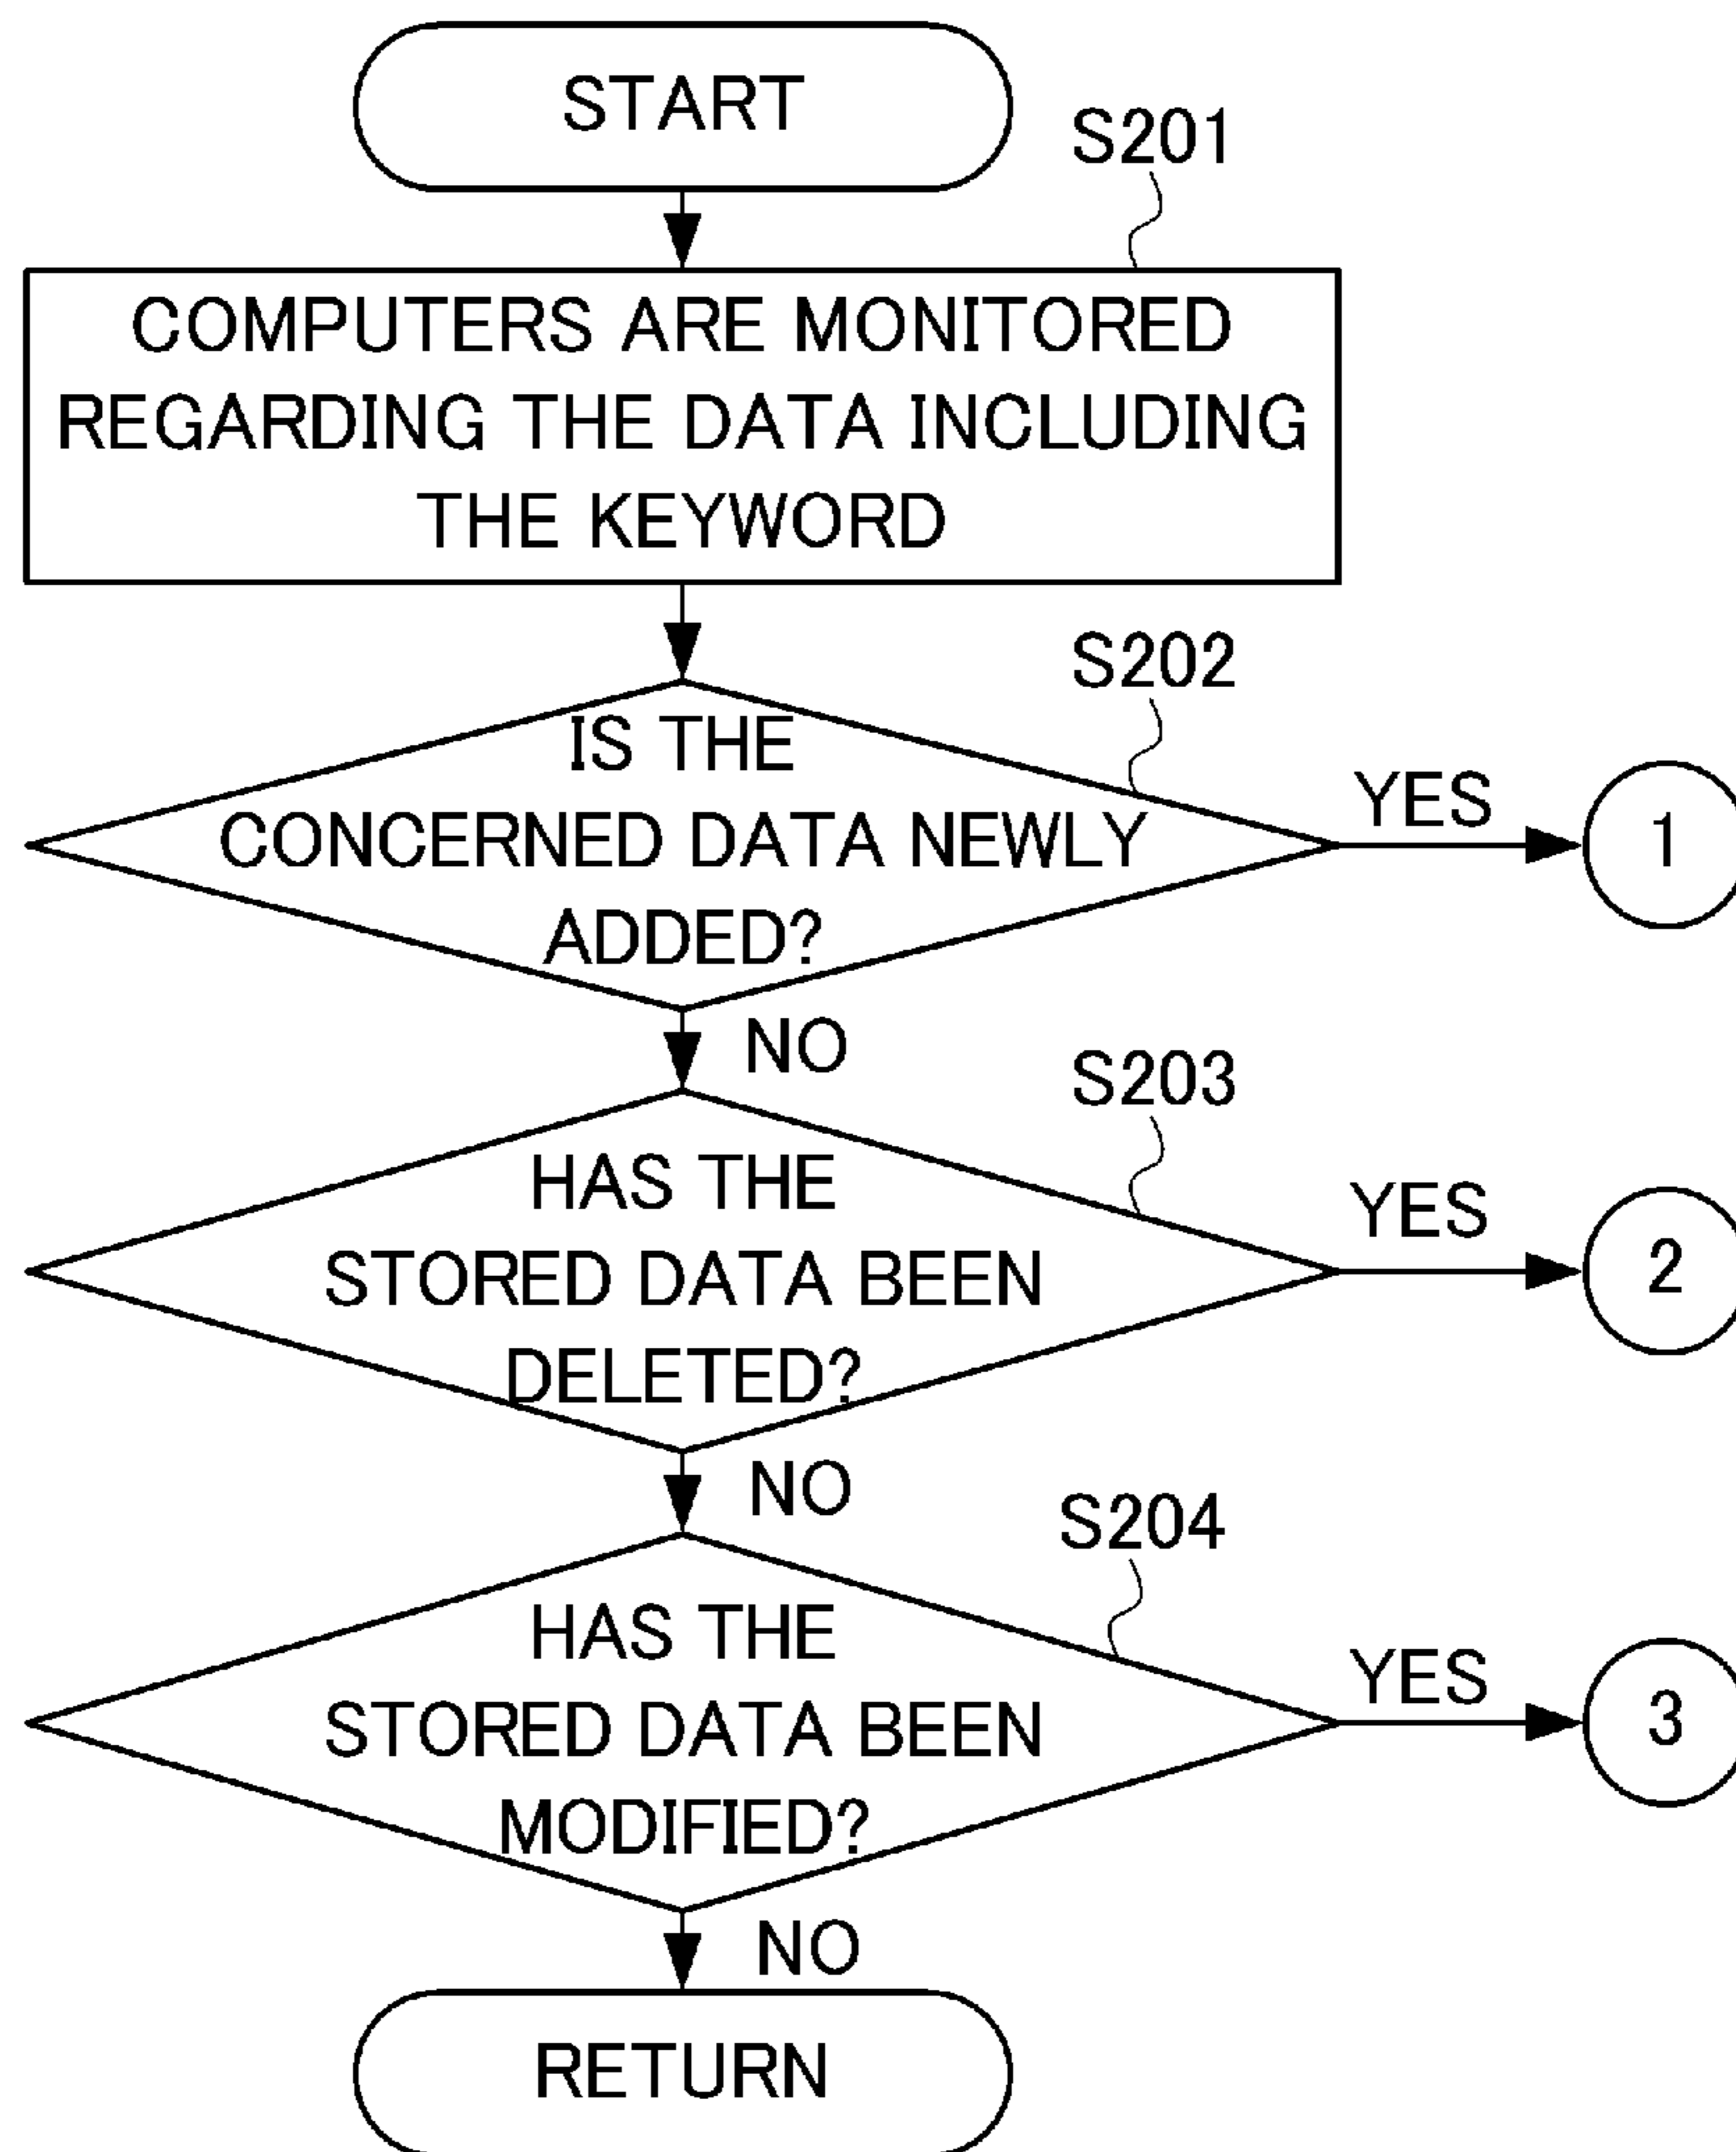 START
S201
COMPUTERS ARE MONITORED
REGARDING THE DATA INCLUDING
THE KEYWORD
S202
IS THE
CONCERNED DATA NEWLY
ADDED?
YES
1
NO
S203
HAS THE
STORED DATA BEEN
DELETED?
YES
2
NO
S204
HAS THE
STORED DATA BEEN
MODIFIED?
YES
3
NO
RETURN